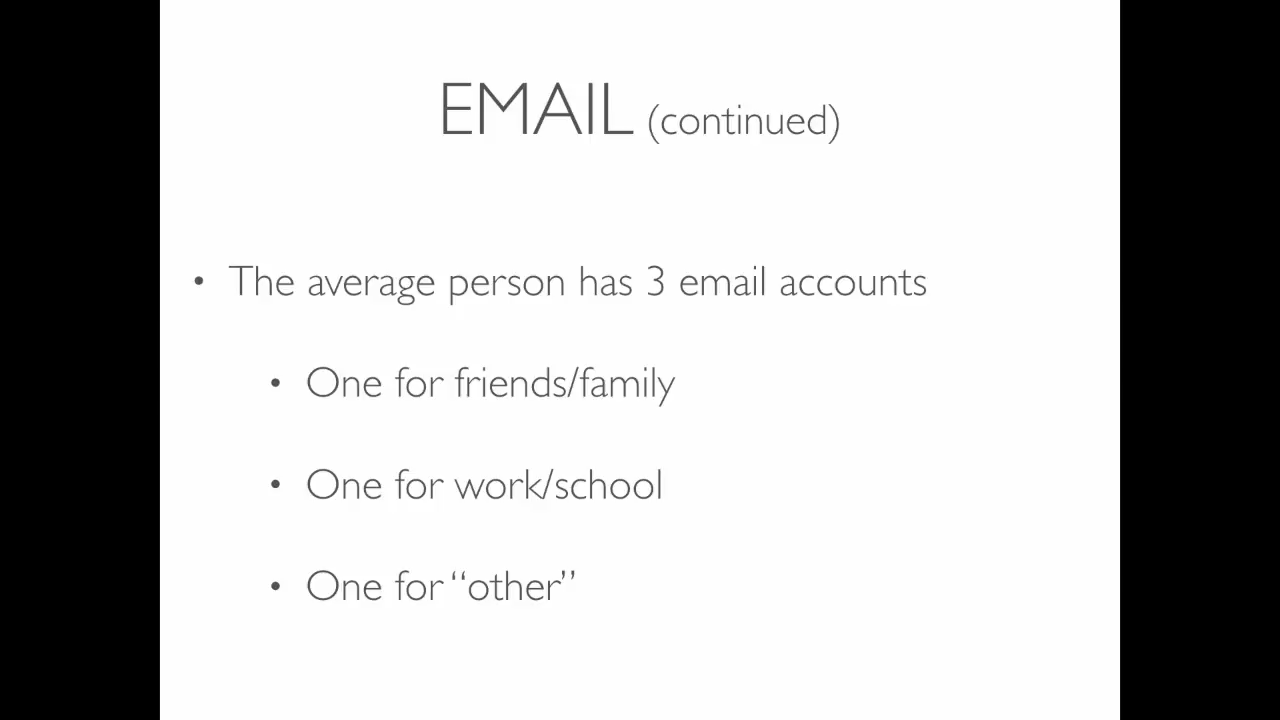 EMAIL (continued)
• The average person has 3 email accounts
• One for friends/family
• One for work/school
• One for “other”